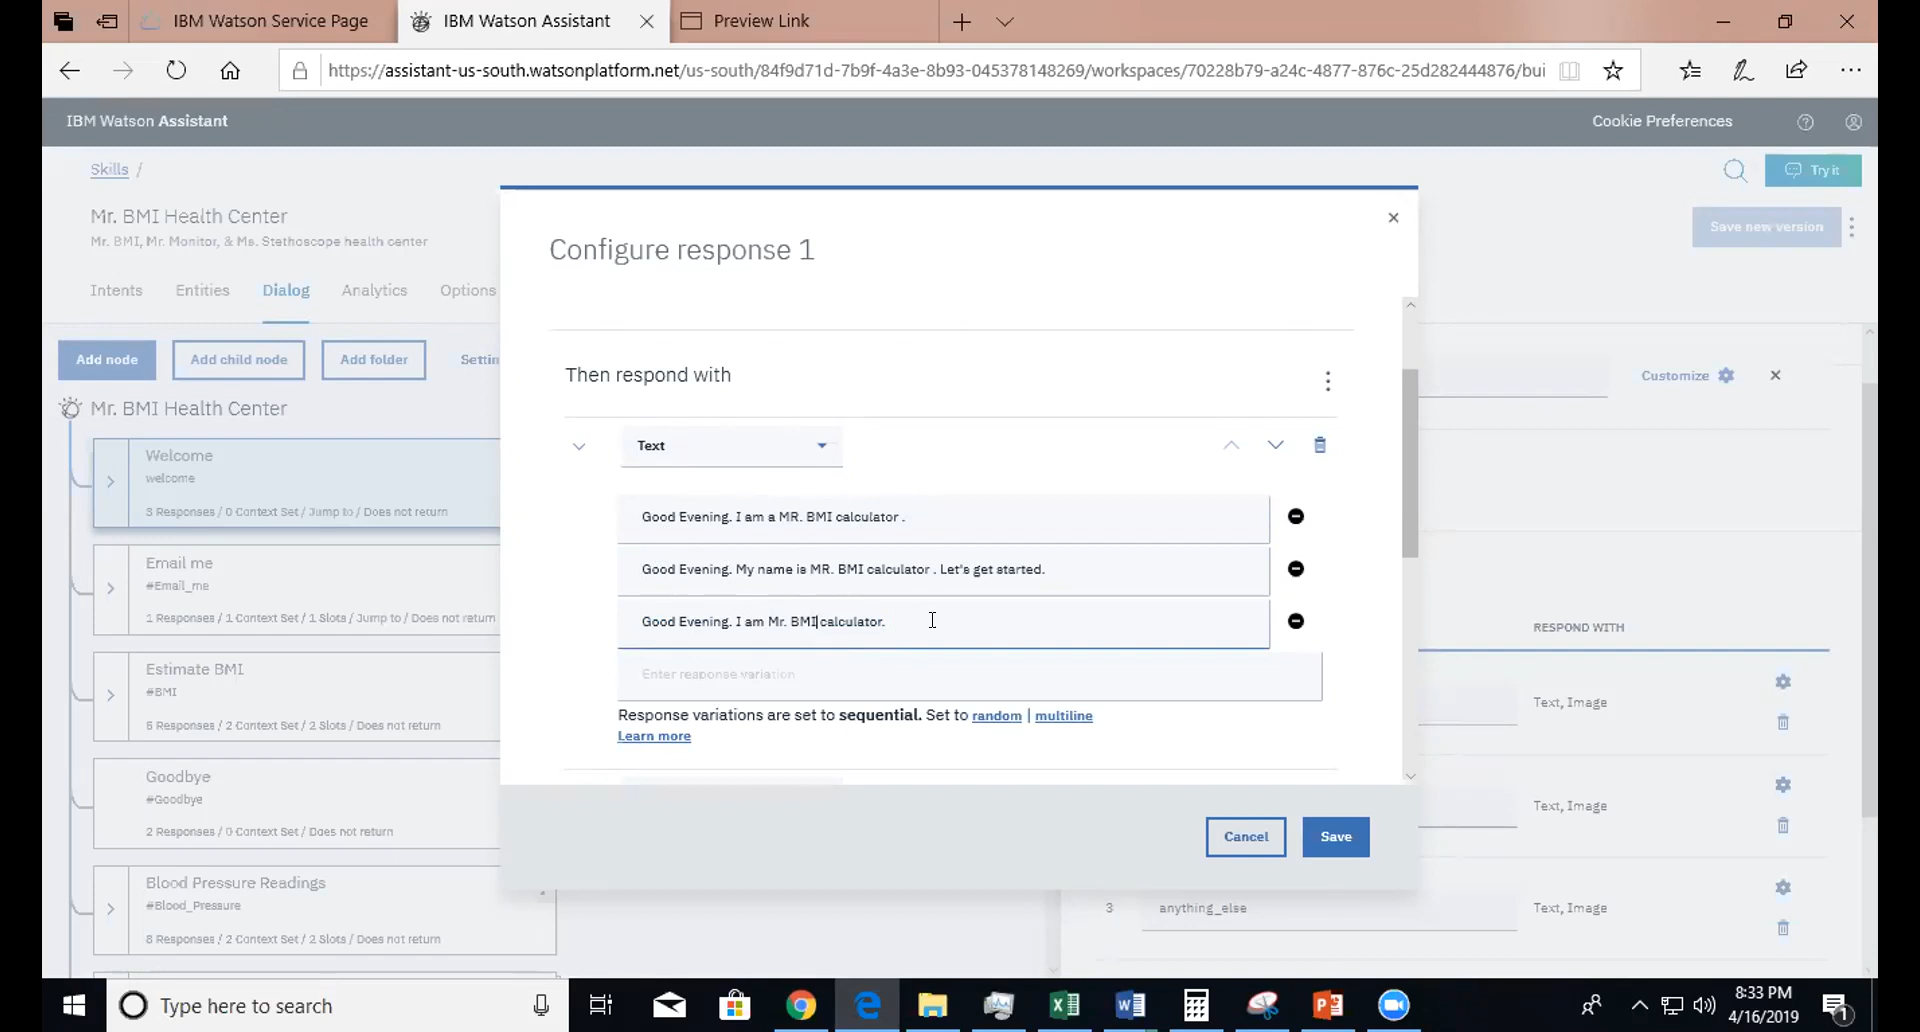 IBM Watson Service Page
IBM Watson Assistant
Preview Link
https://assistant-us-south.watsonplatform.net/us-south/84f9d71d-7b9f-4a3e-8b93-045378148269/workspaces/70228b79-a24c-4877-876c-25d282444876/bui
IBM Watson Assistant
Cookie Preferences
Skills /
Try it
Mr. BMI Health Center
Mr. BMI, Mr. Monitor, & Ms. Stethoscope health center
Save new version
Intents Entities Dialog Analytics Options
Add node Add child node Add folder Settin
Mr. BMI Health Center
Welcome
welcome
3 Responses / 0 Context Set / Jump to / Does not return
Email me
#Email_me
1 Responses / 1 Context Set / 1 Slots / Jump to / Does not return
Estimate BMI
#BMI
5 Responses / 2 Context Set / 2 Slots / Does not return
Goodbye
#Goodbye
2 Responses / 0 Context Set / Does not return
Blood Pressure Readings
#Blood_Pressure
8 Responses / 2 Context Set / 2 Slots / Does not return
Configure response 1
Then respond with
Text
Good Evening. I am a MR. BMI calculator .
Good Evening. My name is MR. BMI calculator . Let's get started.
Good Evening. I am Mr. BMI calculator.
Enter response variation
Response variations are set to sequential. Set to random | multiline
Learn more
Cancel
Save
Customize
RESPOND WITH
Text, Image
Text, Image
3 anything_else Text, Image
Type here to search
8:33 PM
4/16/2019
1